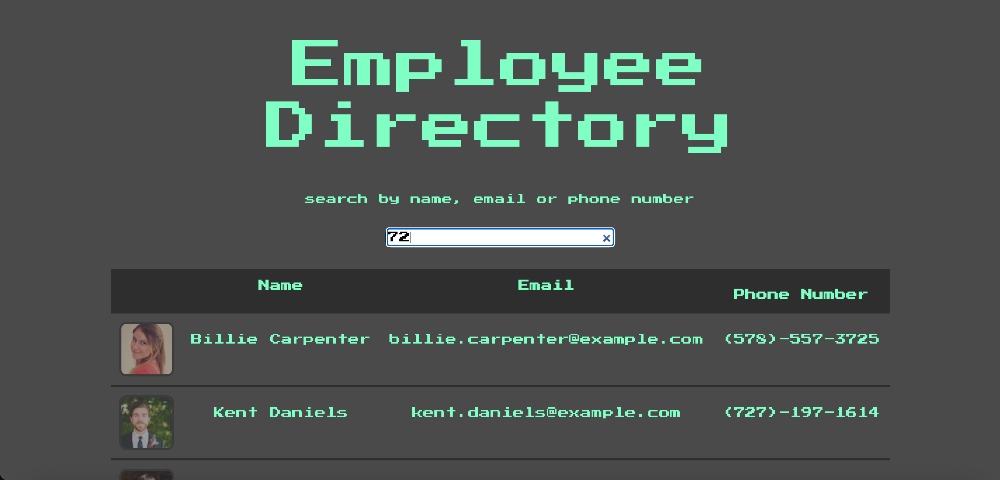 Employee
Directory
search by name, email or phone number
72
Name Email Phone Number
Billie Carpenter billie.carpenter@example.com (578)-557-3725
Kent Daniels kent.daniels@example.com (727)-197-1614